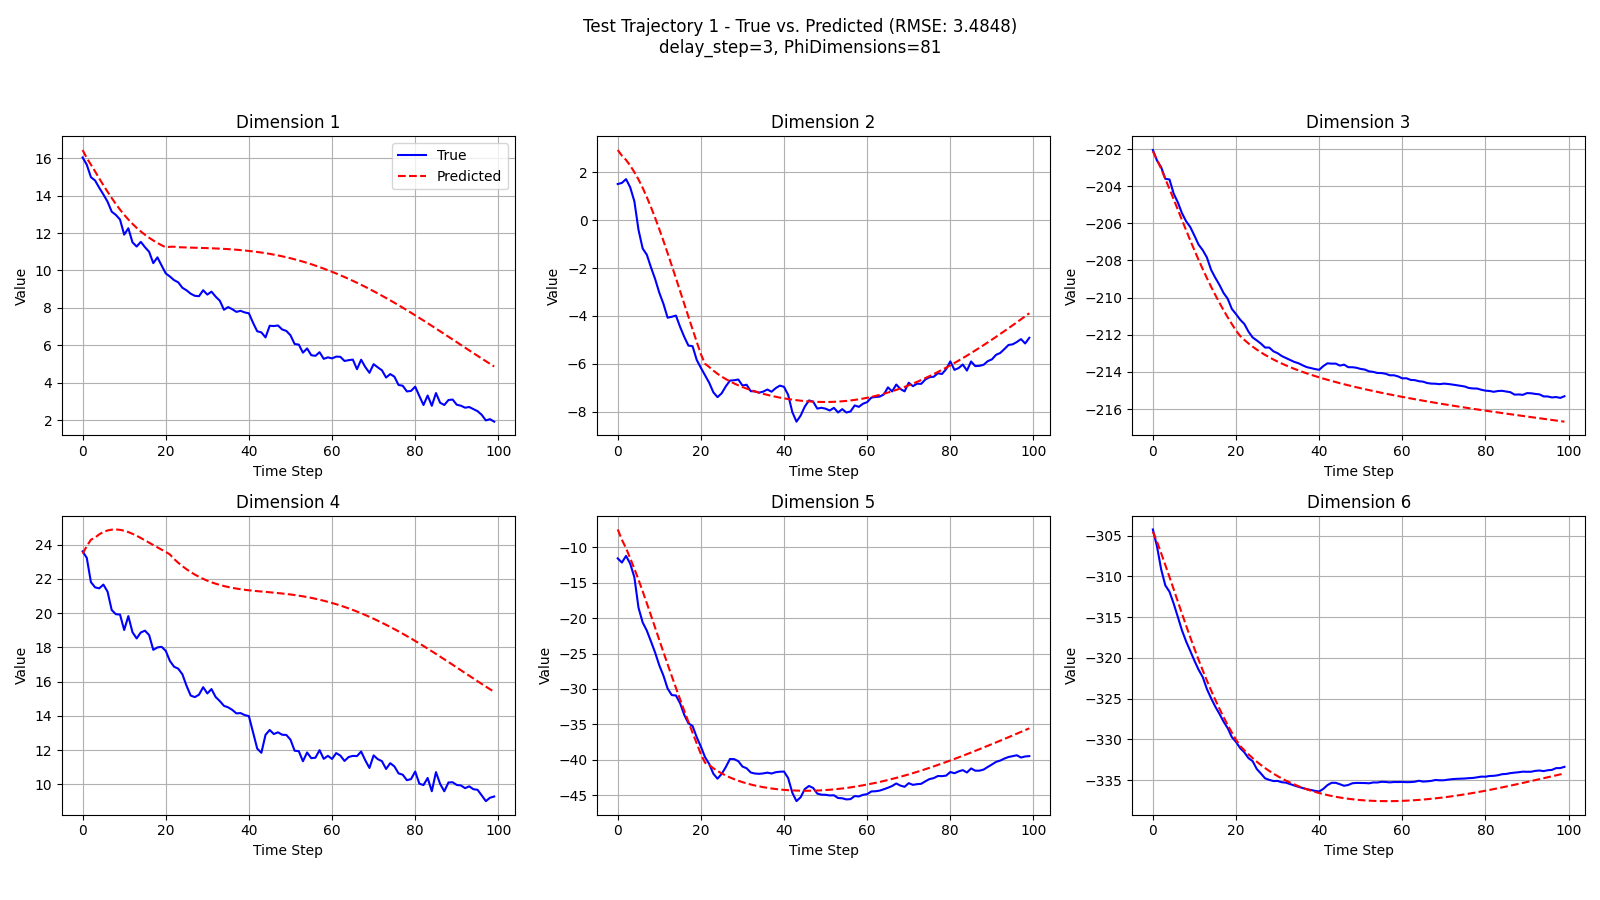 Test Trajectory 1 - True vs. Predicted (RMSE: 3.4848)
delay_step=3, PhiDimensions=81
Dimension 1
Value
16
14
12
10
8
6
4
2
True
Predicted
0 20 40 60 80 100
Time Step
Dimension 2
Value
2
0
−2
−4
−6
−8
0 20 40 60 80 100
Time Step
Dimension 3
Value
−202
−204
−206
−208
−210
−212
−214
−216
0 20 40 60 80 100
Time Step
Dimension 4
Value
24
22
20
18
16
14
12
10
0 20 40 60 80 100
Time Step
Dimension 5
Value
−10
−15
−20
−25
−30
−35
−40
−45
0 20 40 60 80 100
Time Step
Dimension 6
Value
−305
−310
−315
−320
−325
−330
−335
0 20 40 60 80 100
Time Step